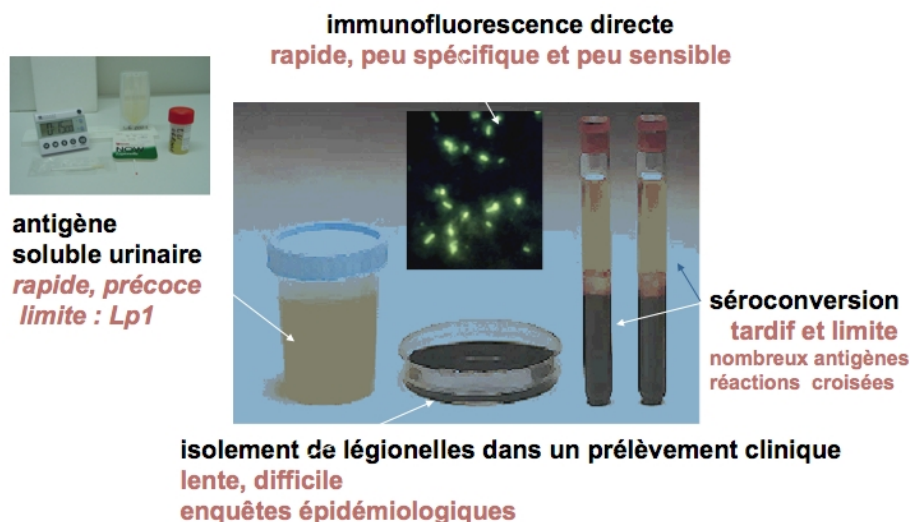 immunofluorescence directe
rapide, peu spécifique et peu sensible
antigène
soluble urinaire
rapide, précoce
limite : Lp1
séroconversion
tardif et limite
nombreux antigènes
réactions croisées
isolement de légionelles dans un prélèvement clinique
lente, difficile
enquêtes épidémiologiques
NOW